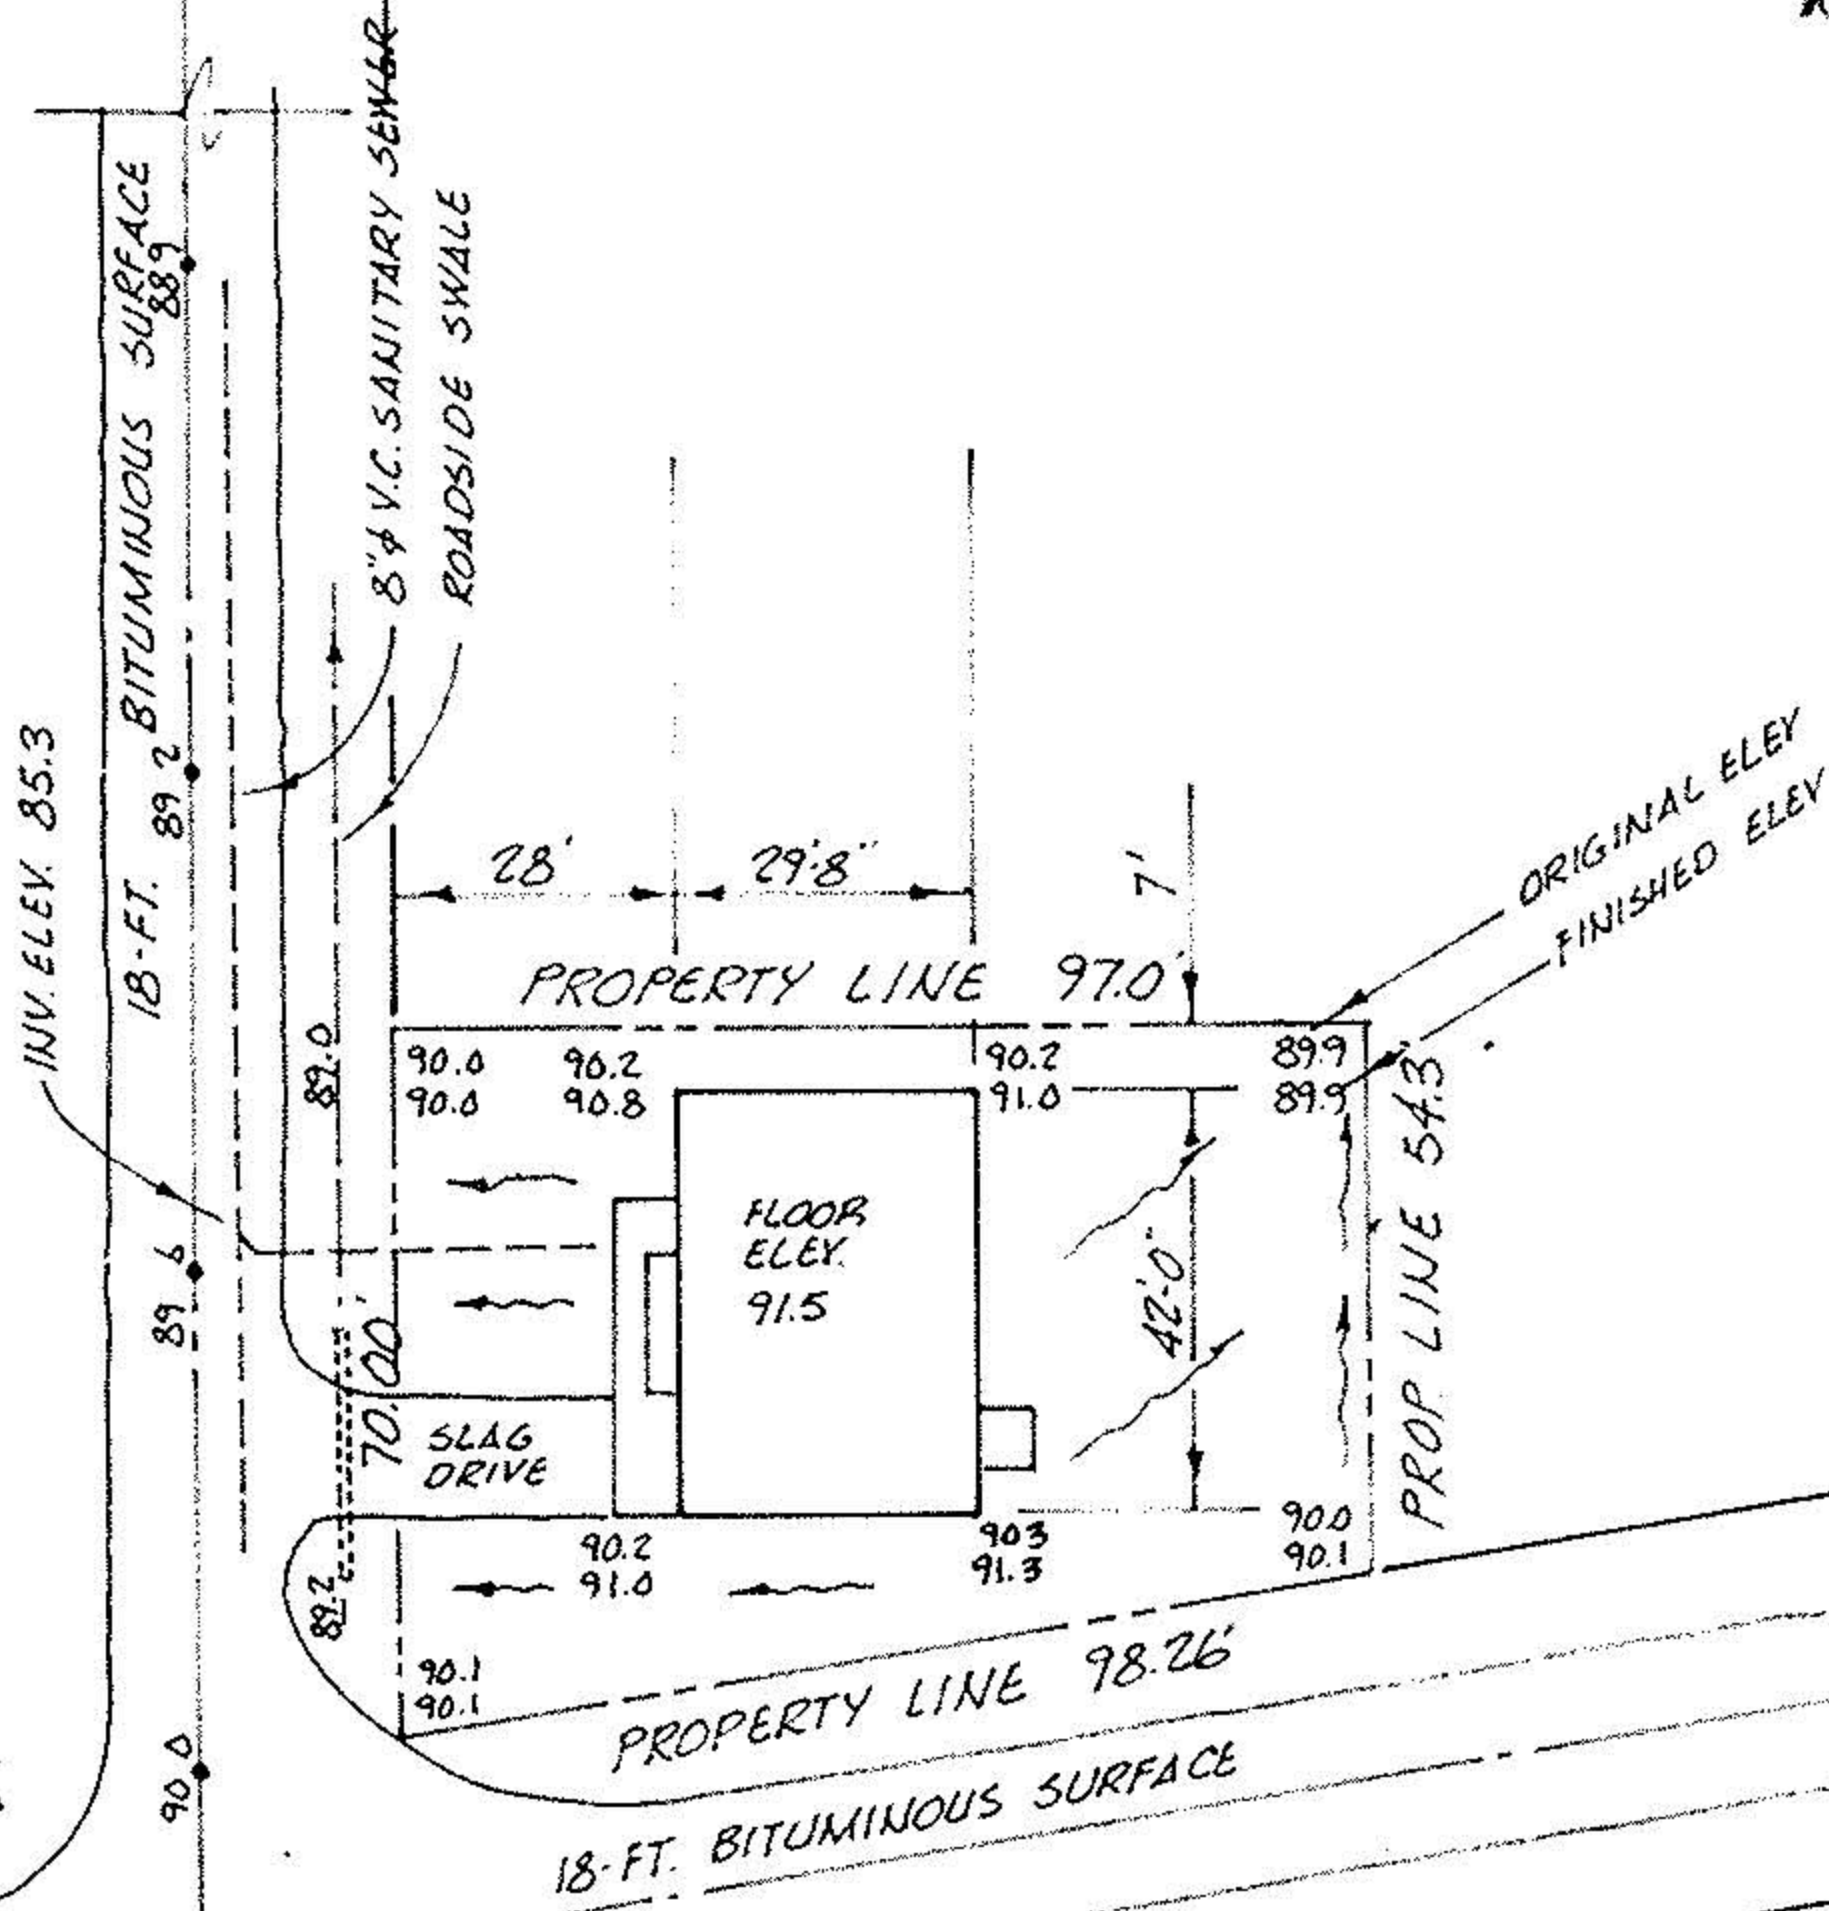 8"ϕ V.C. SANITARY SEWER
ROADSIDE SWALE
18-FT. BITUMINOUS SURFACE
88 9
89 2
INV. ELEV. 85.3
89 6
90 0
89.0
89.2
28'
29'-8"
7'
ORIGINAL ELEV
FINISHED ELEV
PROPERTY LINE 97.0'
90.0
90.0
90.2
90.8
90.2
91.0
89.9
89.9
FLOOR
ELEV.
91.5
42'-0"
PROP LINE 54.3'
70.00'
SLAG
DRIVE
90.2
91.0
903
91.3
90.0
90.1
90.1
90.1
PROPERTY LINE 98.26'
18-FT. BITUMINOUS SURFACE